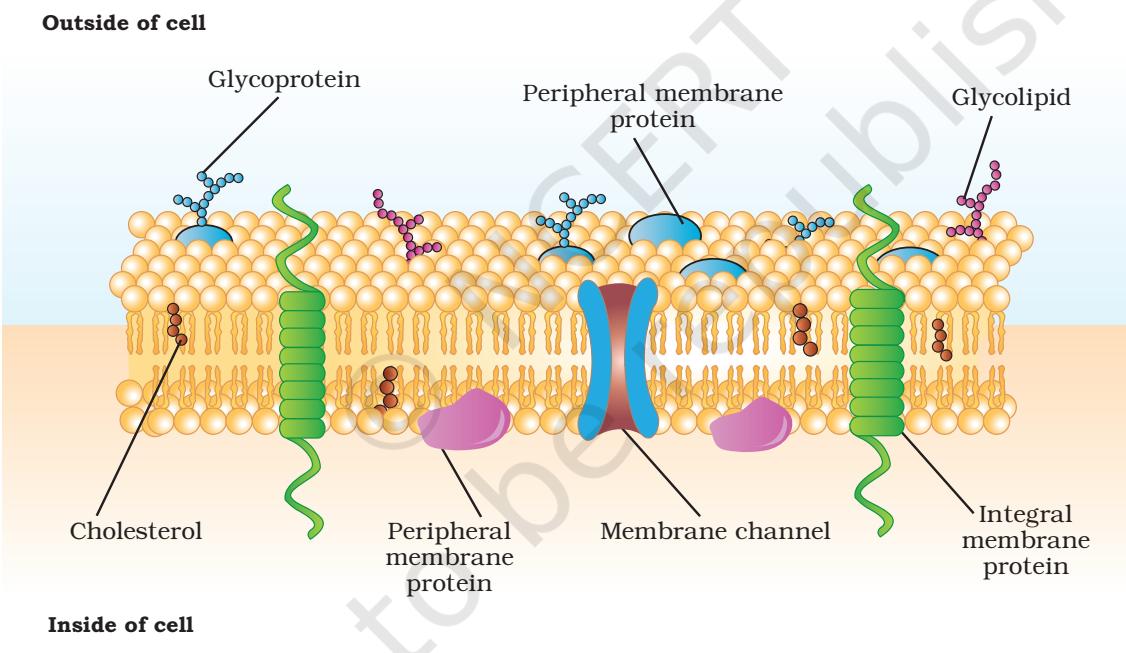 Outside of cell
Glycoprotein
Peripheral membrane
protein
Glycolipid
© NCERT
not to be republished
Cholesterol
Peripheral
membrane
protein
Membrane channel
Integral
membrane
protein
Inside of cell